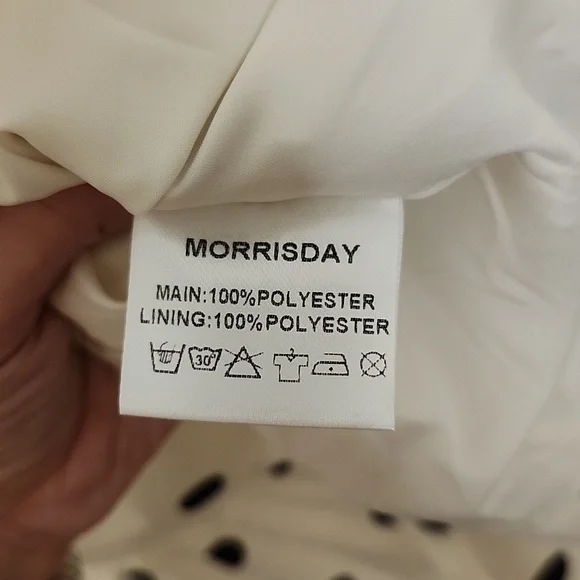 MORRISDAY
MAIN:100%POLYESTER
LINING:100%POLYESTER
30°